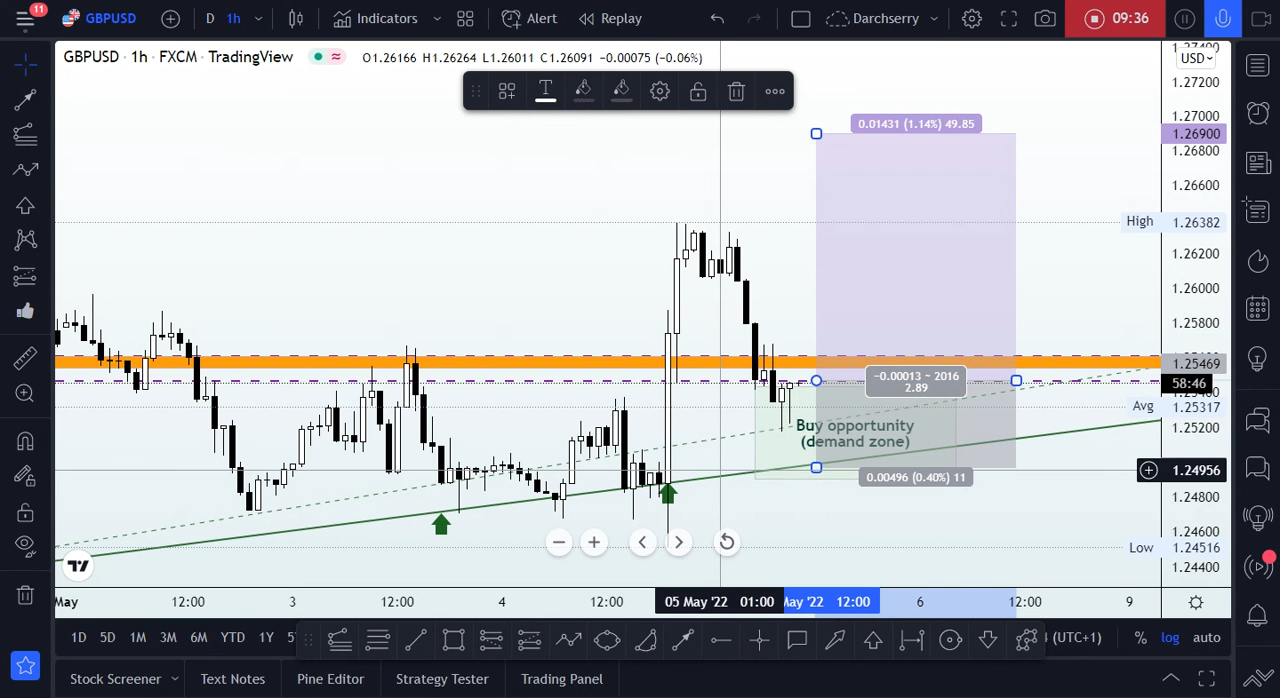 11
GBPUSD
D
1h
Indicators
Alert
Replay
Darchserry
09:36
GBPUSD · 1h · FXCM · TradingView
O1.26166 H1.26264 L1.26011 C1.26091 −0.00075 (−0.06%)
USD
1.27200
1.27000
1.26900
1.26800
1.26600
High 1.26382
1.26200
1.26000
1.25800
1.25469
58:46
Avg 1.25317
1.25200
1.24956
1.24800
1.24600
Low 1.24516
1.24400
0.01431 (1.14%) 49.85
−0.00013 ~ 2016
2.89
Buy opportunity
(demand zone)
0.00496 (0.40%) 11
May
12:00
3
12:00
4
12:00
05 May '22 01:00
May '22 12:00
6
12:00
9
1D
5D
1M
3M
6M
YTD
1Y
(UTC+1)
%
log
auto
Stock Screener
Text Notes
Pine Editor
Strategy Tester
Trading Panel